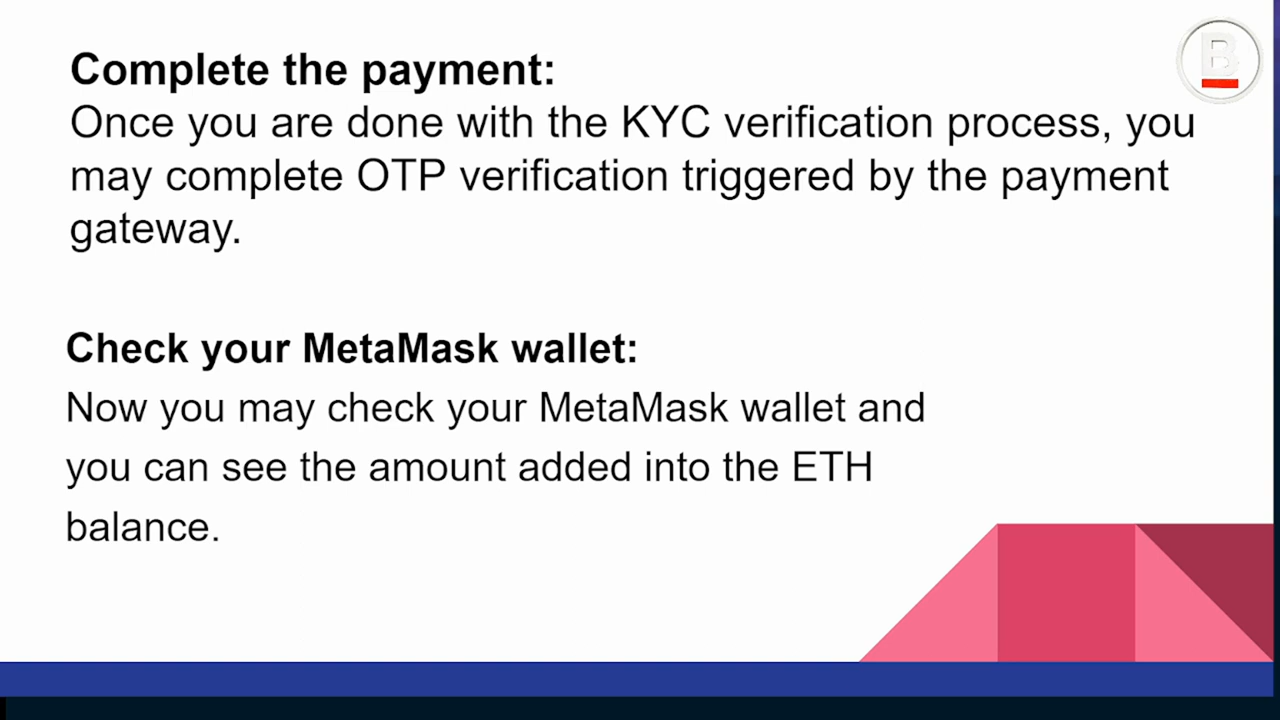 B
Complete the payment:
Once you are done with the KYC verification process, you
may complete OTP verification triggered by the payment
gateway.
Check your MetaMask wallet:
Now you may check your MetaMask wallet and
you can see the amount added into the ETH
balance.